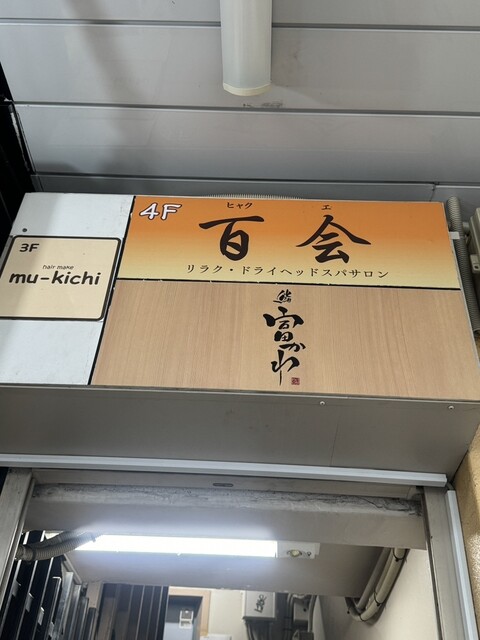 4F
ヒャク エ
百会
リラク・ドライヘッドスパサロン
3F
hair make
mu-kichi
鮨
富かわ